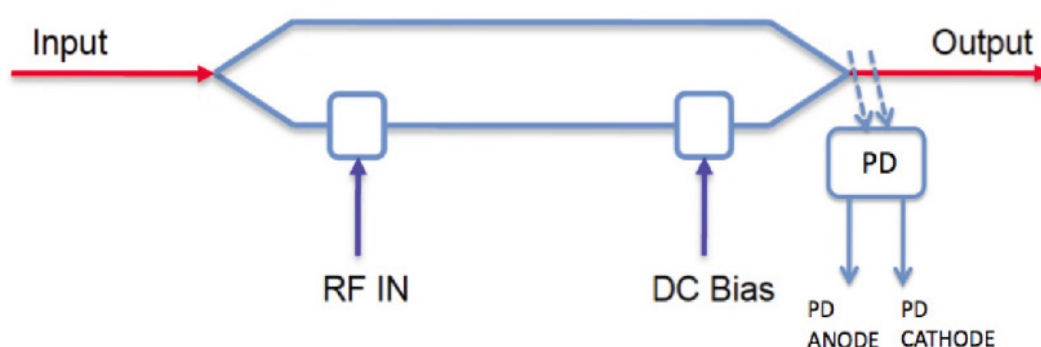 Input
Output
PD
RF IN
DC Bias
PD
ANODE
PD
CATHODE